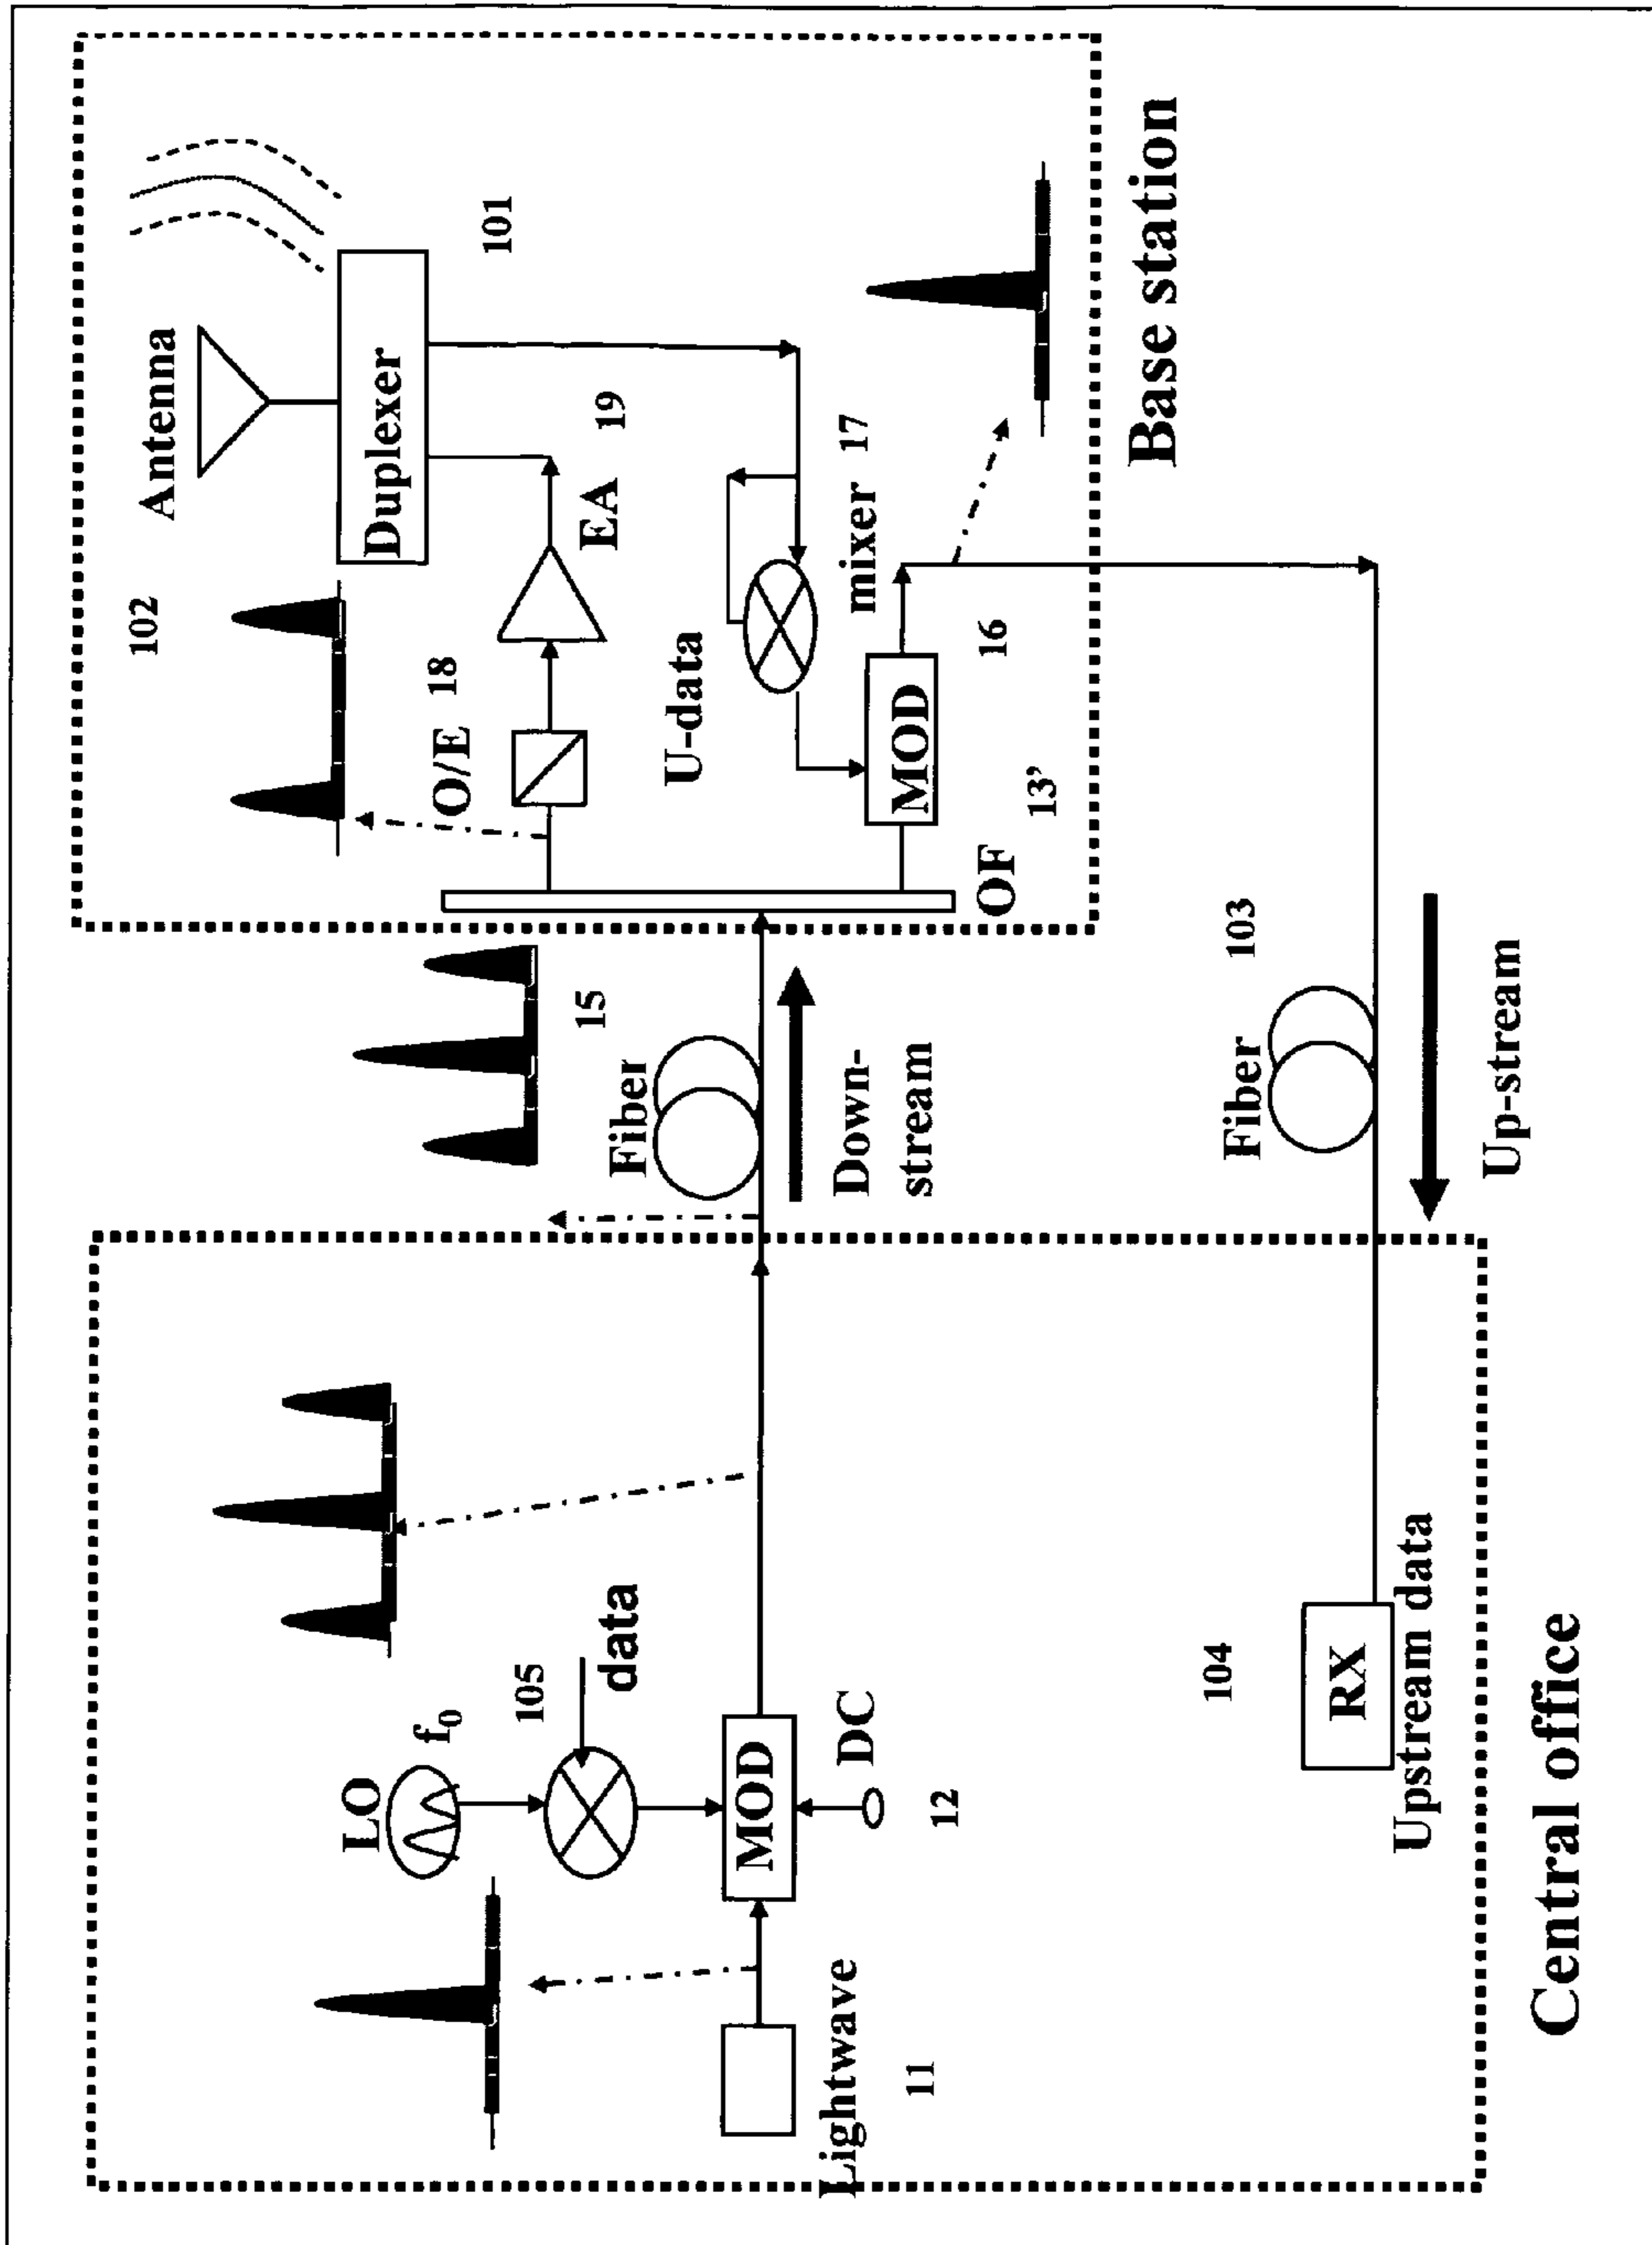 LO
f0
105
data
MOD
DC
12
Lightwave
11
104
RX
Upstream data
Central office
15
Fiber
Down-
stream
103
Fiber
Up-stream
102
Antenna
Duplexer
101
O/E
18
EA
19
U-data
mixer
17
MOD
16
OF
13'
Base station